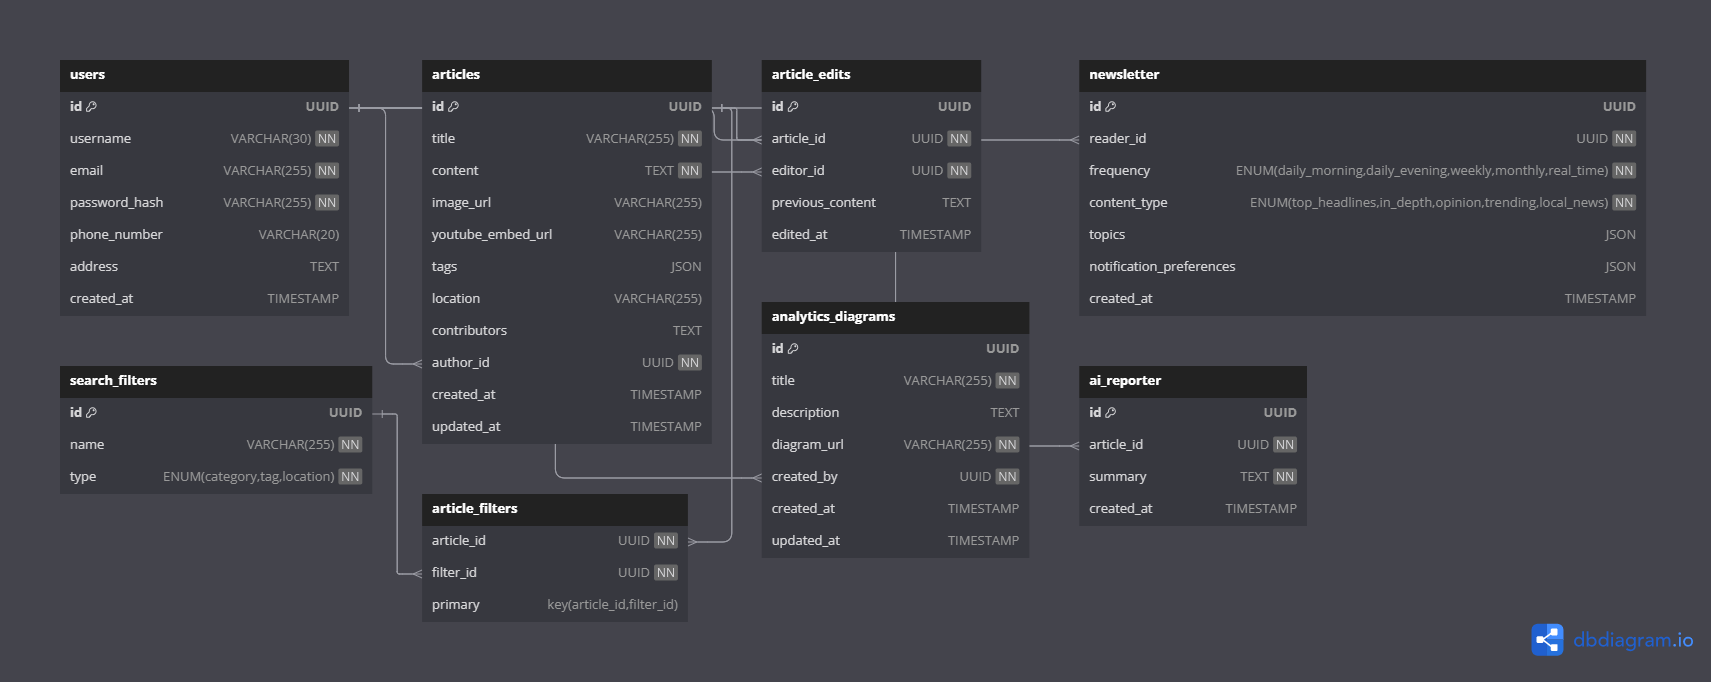 users
id UUID
username VARCHAR(30) NN
email VARCHAR(255) NN
password_hash VARCHAR(255) NN
phone_number VARCHAR(20)
address TEXT
created_at TIMESTAMP
articles
id UUID
title VARCHAR(255) NN
content TEXT NN
image_url VARCHAR(255)
youtube_embed_url VARCHAR(255)
tags JSON
location VARCHAR(255)
contributors TEXT
author_id UUID NN
created_at TIMESTAMP
updated_at TIMESTAMP
article_edits
id UUID
article_id UUID NN
editor_id UUID NN
previous_content TEXT
edited_at TIMESTAMP
newsletter
id UUID
reader_id UUID NN
frequency ENUM(daily_morning,daily_evening,weekly,monthly,real_time) NN
content_type ENUM(top_headlines,in_depth,opinion,trending,local_news) NN
topics JSON
notification_preferences JSON
created_at TIMESTAMP
search_filters
id UUID
name VARCHAR(255) NN
type ENUM(category,tag,location) NN
article_filters
article_id UUID NN
filter_id UUID NN
primary key(article_id,filter_id)
analytics_diagrams
id UUID
title VARCHAR(255) NN
description TEXT
diagram_url VARCHAR(255) NN
created_by UUID NN
created_at TIMESTAMP
updated_at TIMESTAMP
ai_reporter
id UUID
article_id UUID NN
summary TEXT NN
created_at TIMESTAMP
dbdiagram.io